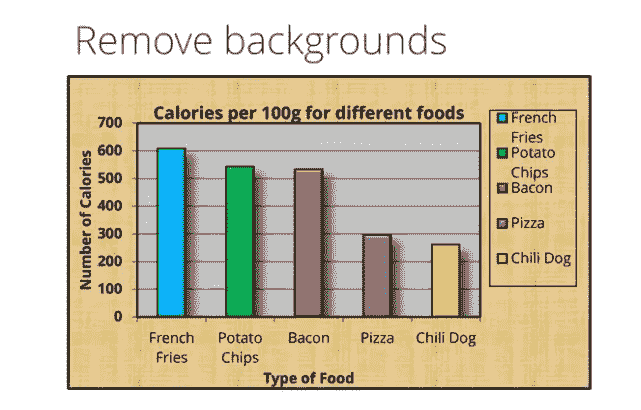 Remove backgrounds
Calories per 100g for different foods
700
600
500
400
300
200
100
0
Number of Calories
French
Fries
Potato
Chips
Bacon
Pizza
Chili Dog
Type of Food
French
Fries
Potato
Chips
Bacon
Pizza
Chili Dog